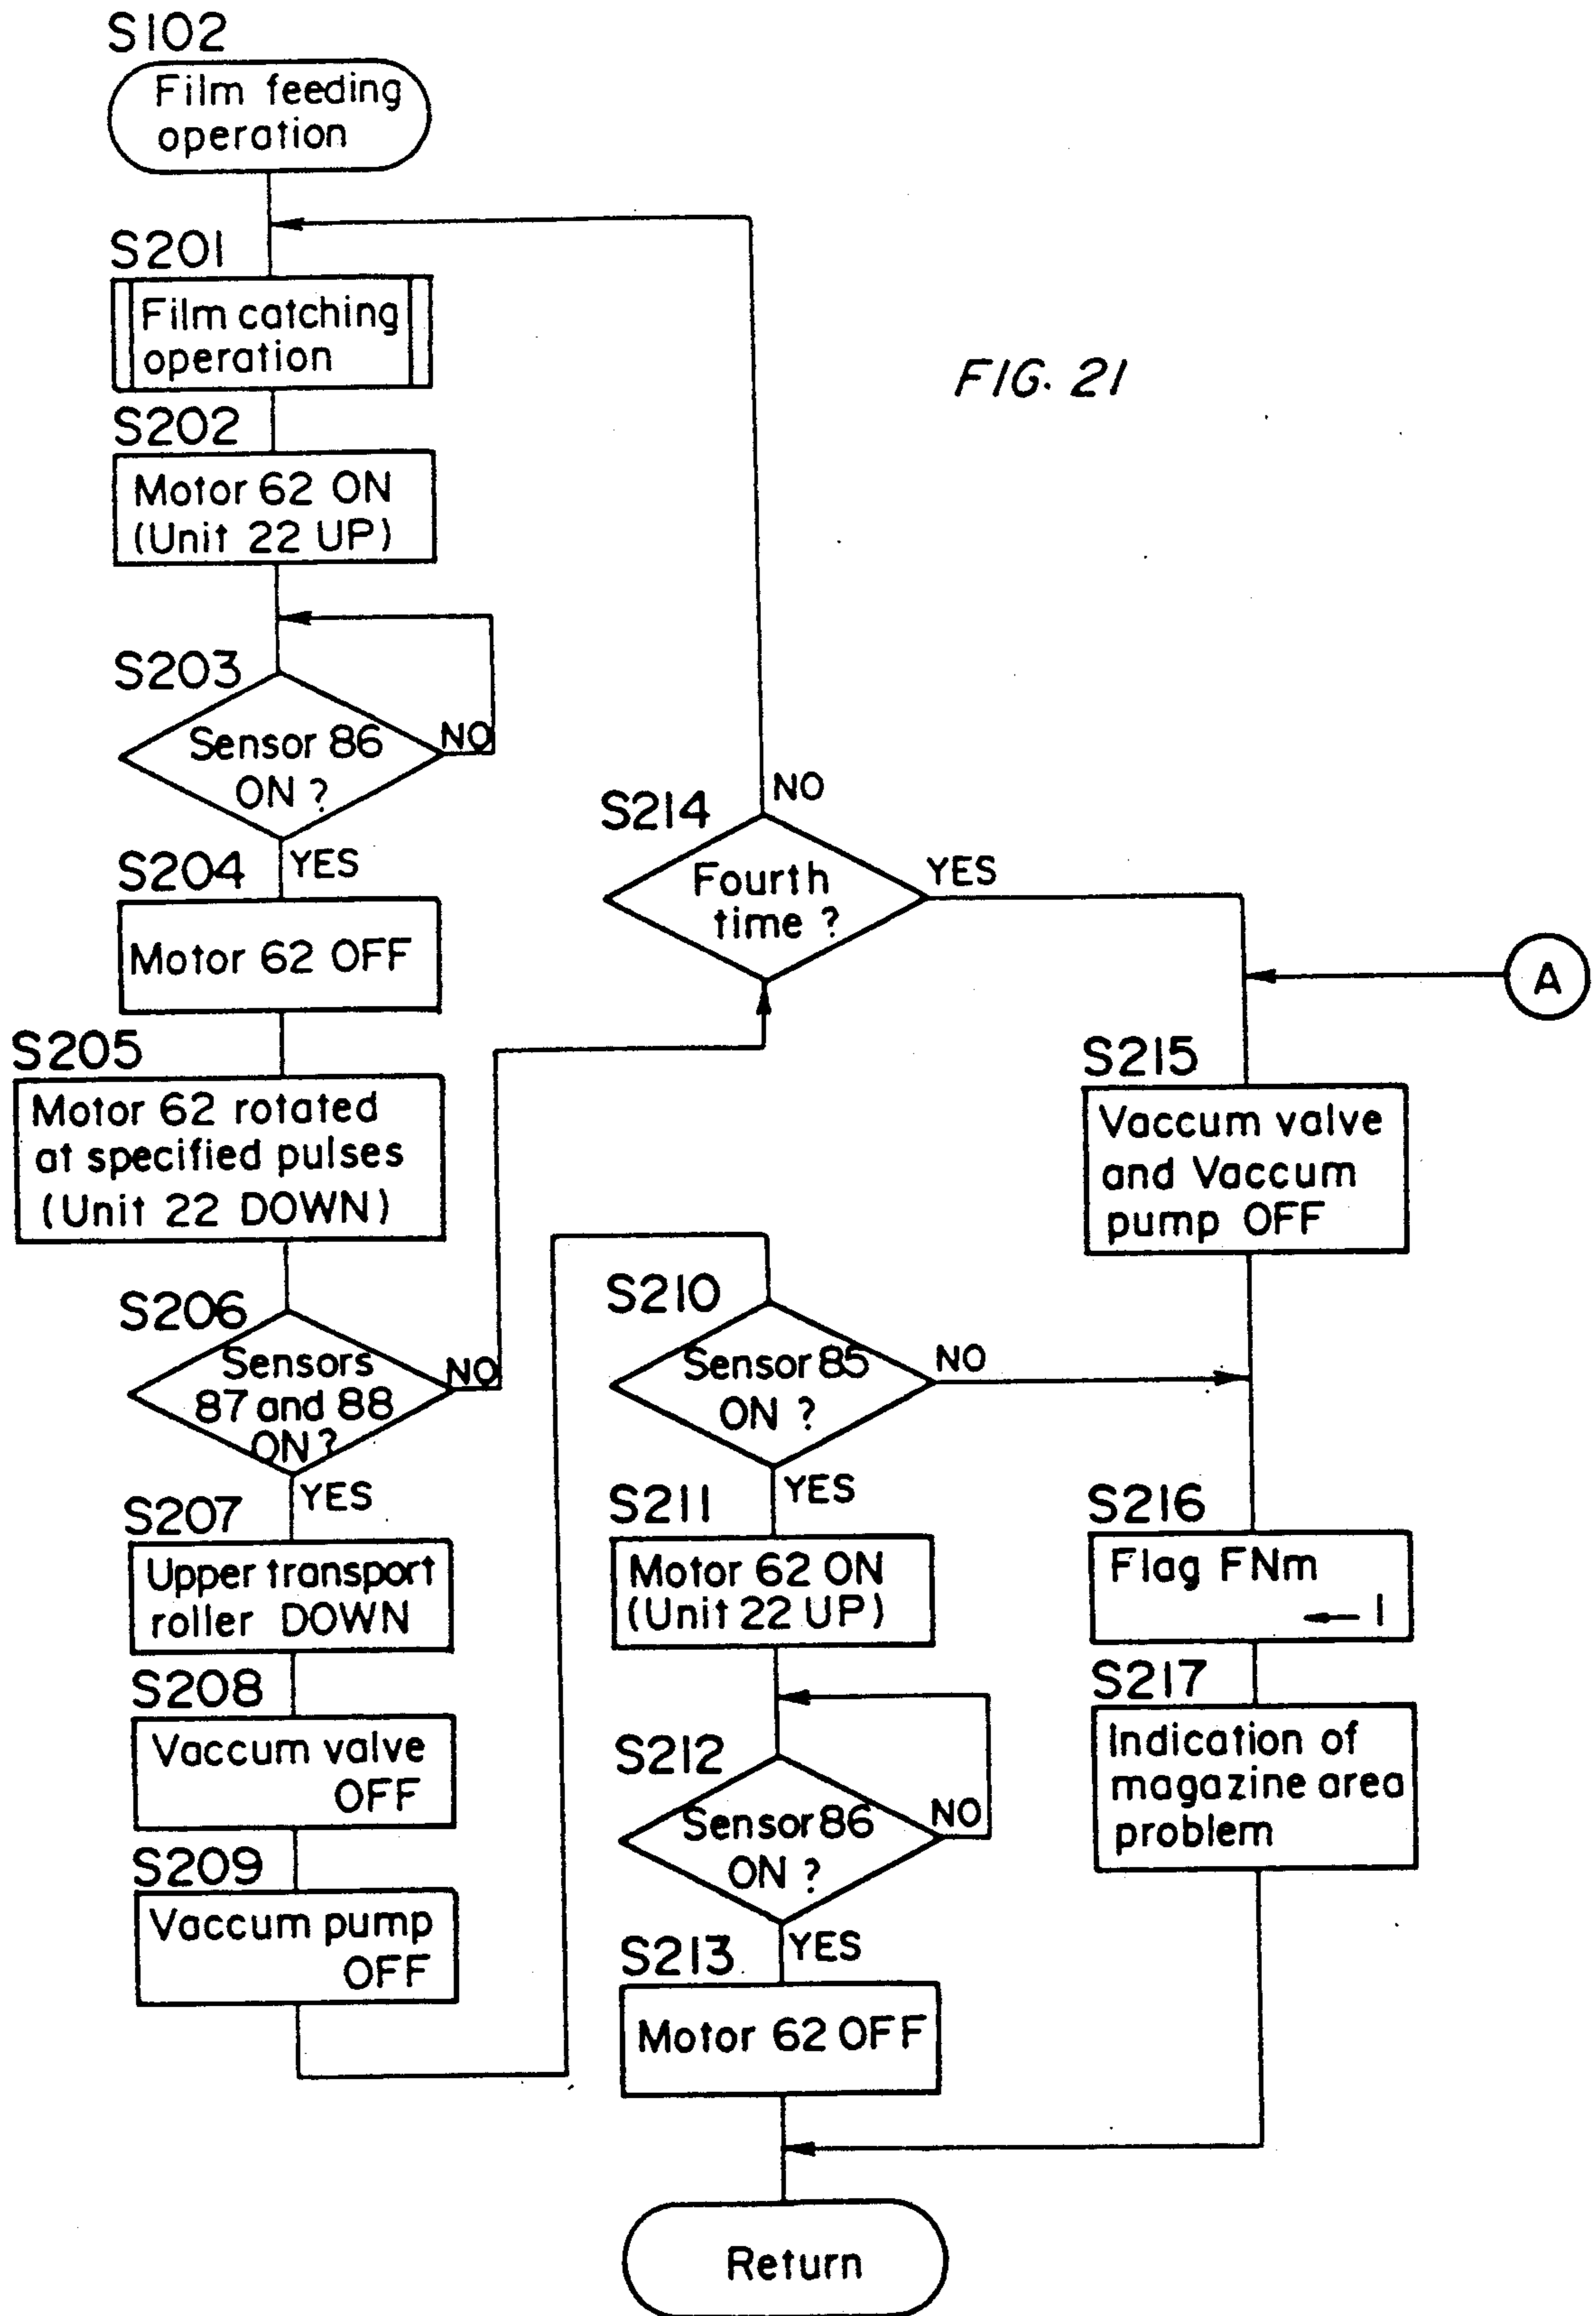 S102
Film feeding
operation
S201
Film catching
operation
S202
Motor 62 ON
(Unit 22 UP)
S203
Sensor 86
ON ?
NO
YES
S204
Motor 62 OFF
S205
Motor 62 rotated
at specified pulses
(Unit 22 DOWN)
S206
Sensors
87 and 88
ON?
NO
YES
S207
Upper transport
roller DOWN
S208
Vaccum valve
OFF
S209
Vaccum pump
OFF
FIG. 21
S214
Fourth
time ?
NO
YES
S210
Sensor 85
ON ?
NO
YES
S211
Motor 62 ON
(Unit 22 UP)
S212
Sensor 86
ON ?
NO
YES
S213
Motor 62 OFF
Return
A
S215
Vaccum valve
and Vaccum
pump OFF
S216
Flag FNm
← 1
S217
Indication of
magazine area
problem